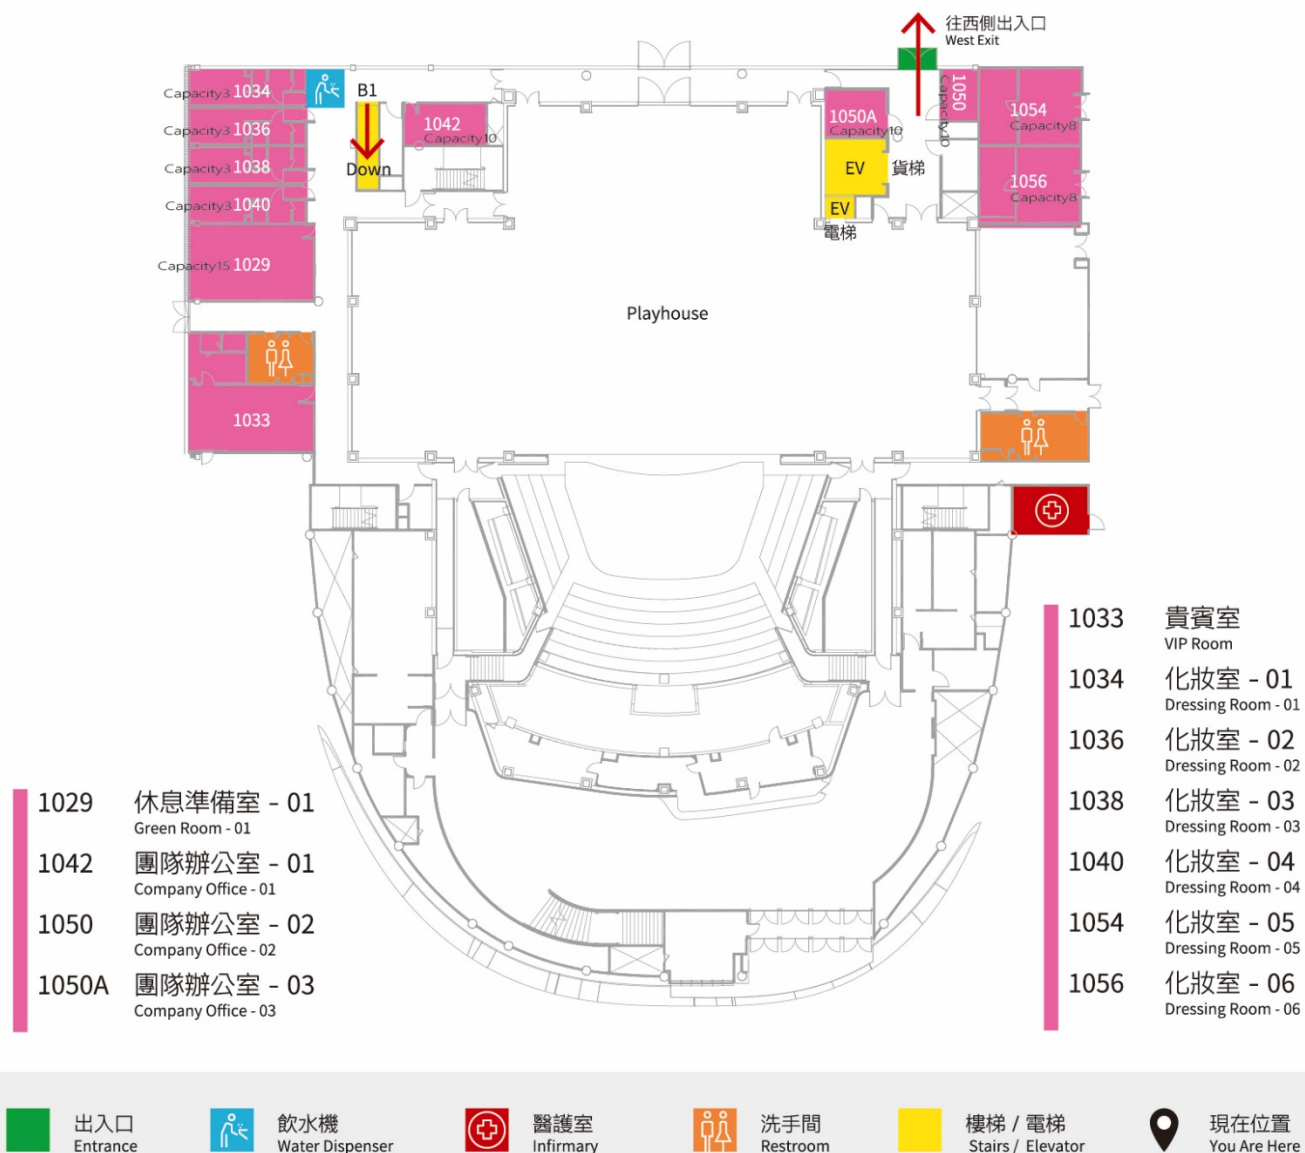 往西側出入口
West Exit
Capacity3 1034
B1
1050
Capacity10
Capacity3 1036
1042
Capacity10
1050A
Capacity10
1054
Capacity8
Capacity3 1038
Down
EV
貨梯
1056
Capacity8
Capacity3 1040
EV
電梯
Capacity15 1029
Playhouse
1033
1033 貴賓室
VIP Room
1034 化妝室 - 01
Dressing Room - 01
1036 化妝室 - 02
Dressing Room - 02
1038 化妝室 - 03
Dressing Room - 03
1040 化妝室 - 04
Dressing Room - 04
1054 化妝室 - 05
Dressing Room - 05
1056 化妝室 - 06
Dressing Room - 06
1029 休息準備室 - 01
Green Room - 01
1042 團隊辦公室 - 01
Company Office - 01
1050 團隊辦公室 - 02
Company Office - 02
1050A 團隊辦公室 - 03
Company Office - 03
出入口
Entrance
飲水機
Water Dispenser
醫護室
Infirmary
洗手間
Restroom
樓梯 / 電梯
Stairs / Elevator
現在位置
You Are Here